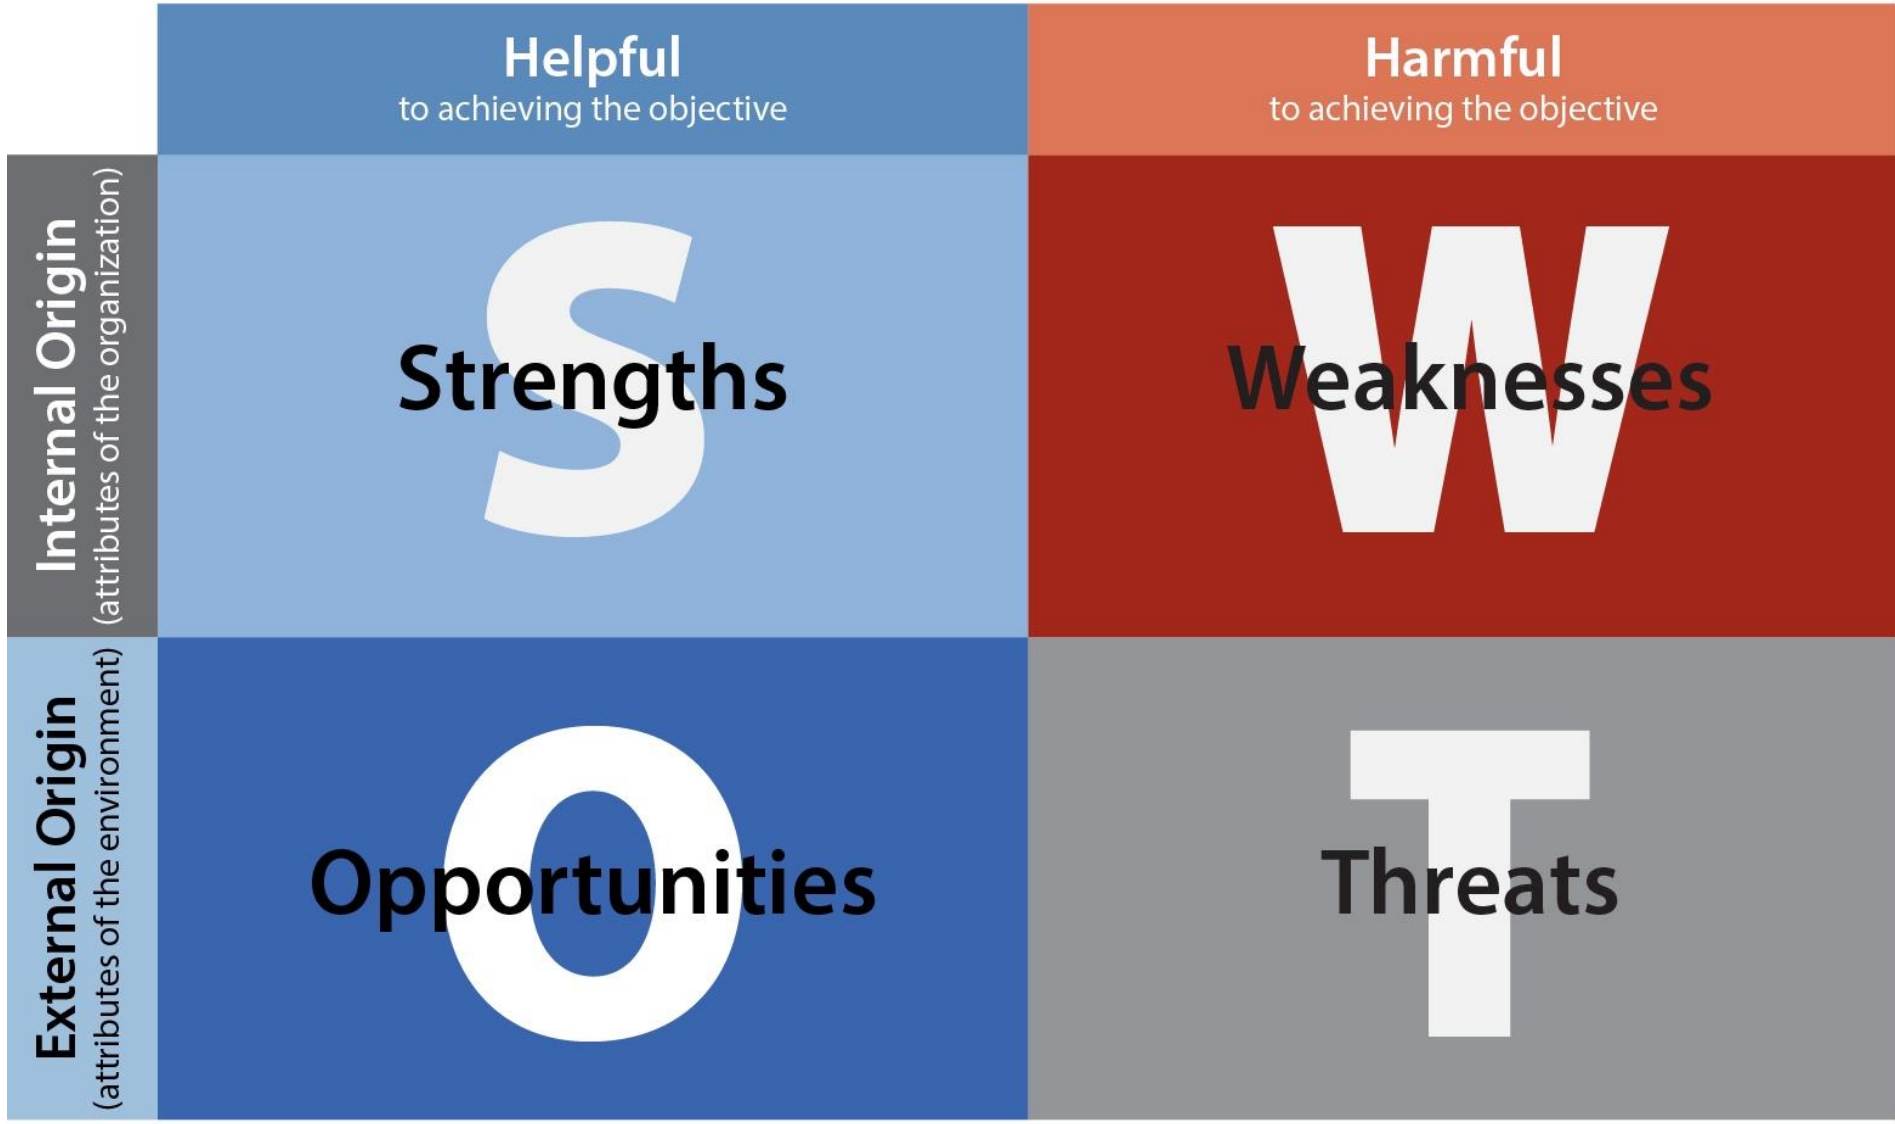 Helpful
to achieving the objective
Harmful
to achieving the objective
Internal Origin
(attributes of the organization)
S
Strengths
W
Weaknesses
External Origin
(attributes of the environment)
O
Opportunities
T
Threats